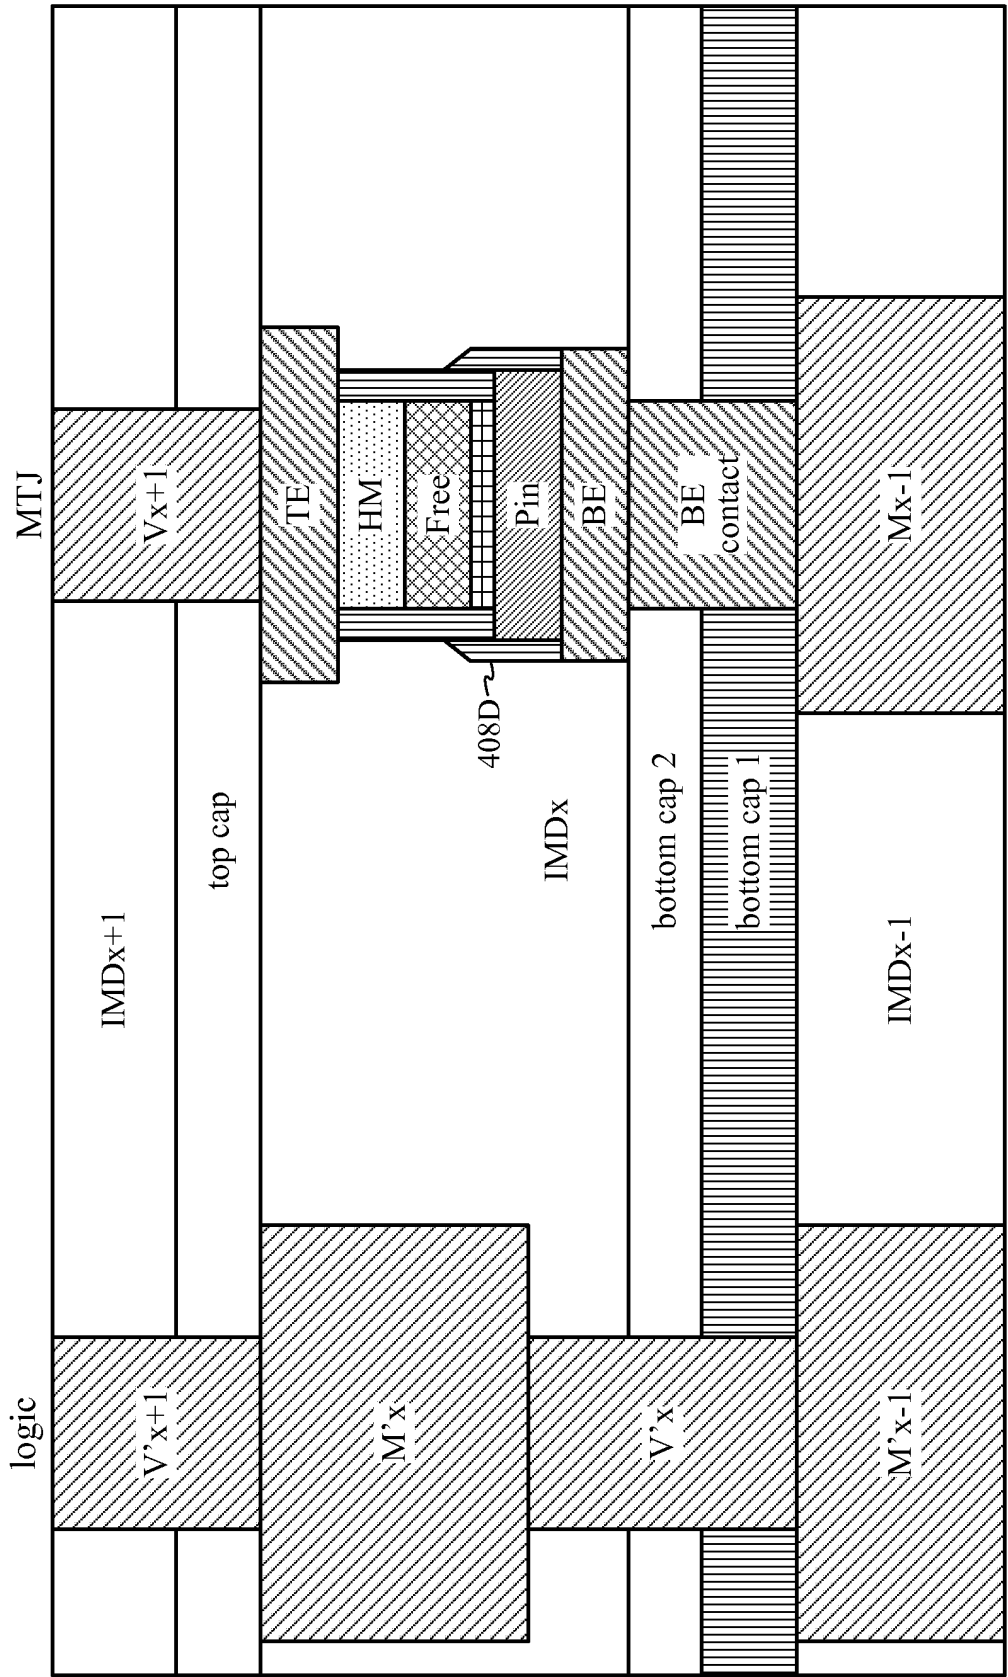 logic
MTJ
V'x+1
IMDx+1
Vx+1
top cap
TE
M'x
HM
Free
408D
Pin
IMDx
BE
V'x
bottom cap 2
BE
contact
bottom cap 1
M'x-1
IMDx-1
Mx-1